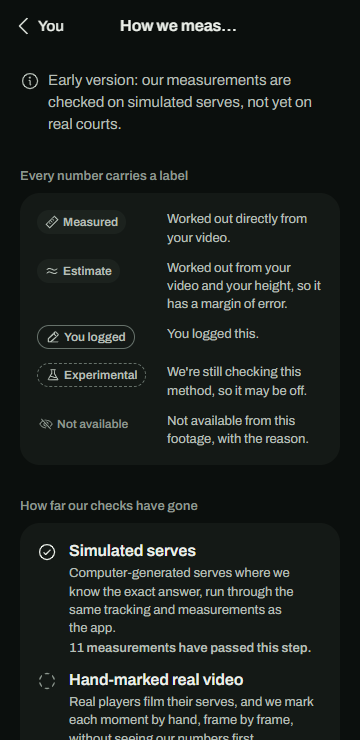 You
How we meas…
Early version: our measurements are
checked on simulated serves, not yet on
real courts.
Every number carries a label
Measured
Worked out directly from
your video.
Estimate
Worked out from your
video and your height, so it
has a margin of error.
You logged
You logged this.
Experimental
We're still checking this
method, so it may be off.
Not available
Not available from this
footage, with the reason.
How far our checks have gone
Simulated serves
Computer-generated serves where we
know the exact answer, run through the
same tracking and measurements as
the app.
11 measurements have passed this step.
Hand-marked real video
Real players film their serves, and we mark
each moment by hand, frame by frame,
without seeing our numbers first.